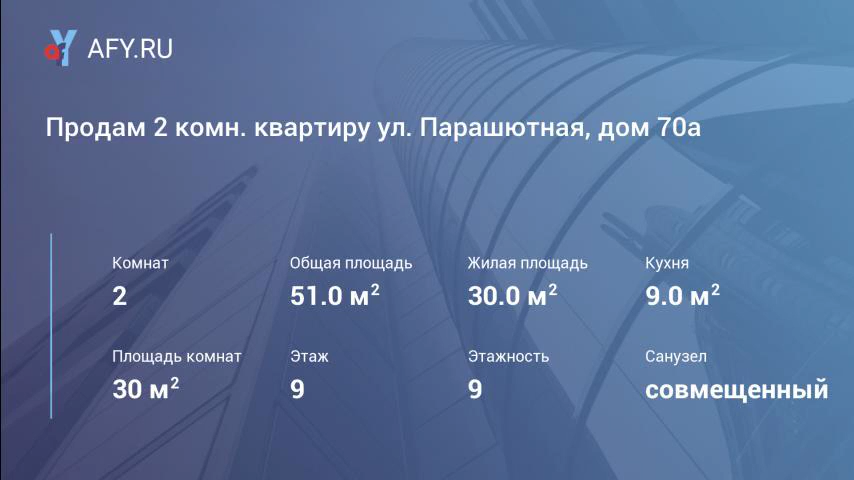 AFY.RU
Продам 2 комн. квартиру ул. Парашютная, дом 70а
Комнат
2
Общая площадь
51.0 м²
Жилая площадь
30.0 м²
Кухня
9.0 м²
Площадь комнат
30 м²
Этаж
9
Этажность
9
Санузел
совмещенный